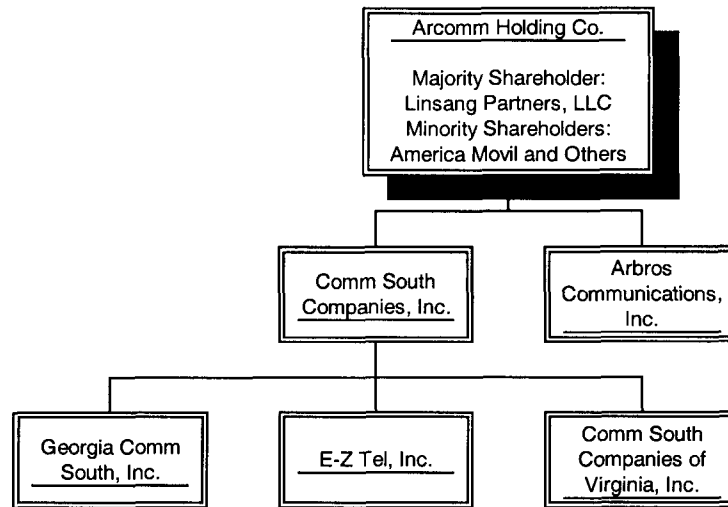 Arcomm Holding Co.
Majority Shareholder:
Linsang Partners, LLC
Minority Shareholders:
America Movil and Others
Comm South
Companies, Inc.
Arbros
Communications,
Inc.
Georgia Comm
South, Inc.
E-Z Tel, Inc.
Comm South
Companies of
Virginia, Inc.